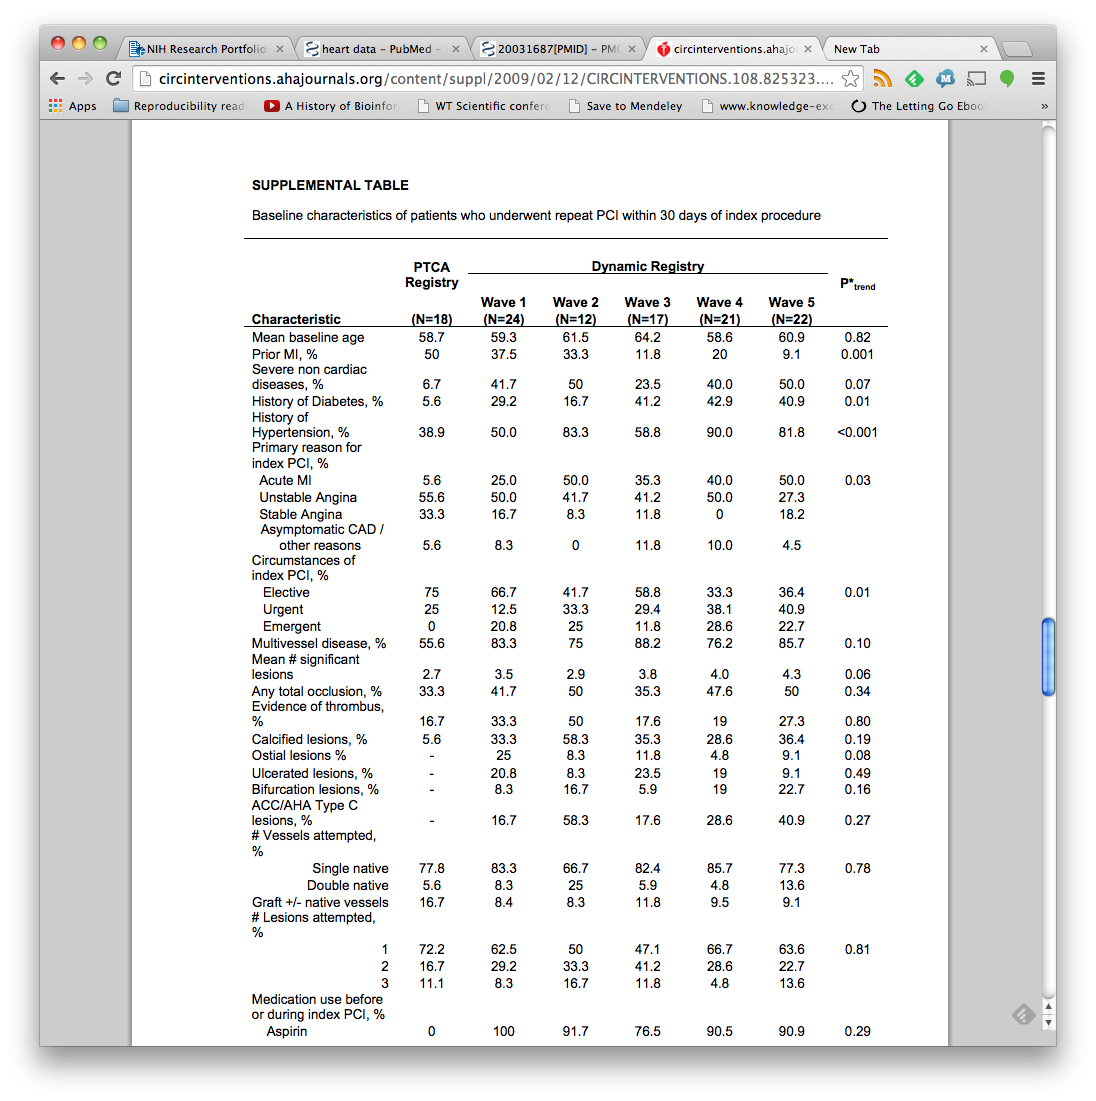 NIH Research Portfolio
heart data - PubMed -
20031687[PMID] - PMC
circinterventions.ahajo
New Tab
circinterventions.ahajournals.org/content/suppl/2009/02/12/CIRCINTERVENTIONS.108.825323....
Apps Reproducibility read A History of Bioinfor WT Scientific confere Save to Mendeley www.knowledge-exc The Letting Go Eboo »
SUPPLEMENTAL TABLE
Baseline characteristics of patients who underwent repeat PCI within 30 days of index procedure
PTCA Dynamic Registry
Registry P*trend
Wave 1 Wave 2 Wave 3 Wave 4 Wave 5
Characteristic (N=18) (N=24) (N=12) (N=17) (N=21) (N=22)
Mean baseline age 58.7 59.3 61.5 64.2 58.6 60.9 0.82
Prior MI, % 50 37.5 33.3 11.8 20 9.1 0.001
Severe non cardiac
diseases, % 6.7 41.7 50 23.5 40.0 50.0 0.07
History of Diabetes, % 5.6 29.2 16.7 41.2 42.9 40.9 0.01
History of
Hypertension, % 38.9 50.0 83.3 58.8 90.0 81.8 <0.001
Primary reason for
index PCI, %
Acute MI 5.6 25.0 50.0 35.3 40.0 50.0 0.03
Unstable Angina 55.6 50.0 41.7 41.2 50.0 27.3
Stable Angina 33.3 16.7 8.3 11.8 0 18.2
Asymptomatic CAD /
other reasons 5.6 8.3 0 11.8 10.0 4.5
Circumstances of
index PCI, %
Elective 75 66.7 41.7 58.8 33.3 36.4 0.01
Urgent 25 12.5 33.3 29.4 38.1 40.9
Emergent 0 20.8 25 11.8 28.6 22.7
Multivessel disease, % 55.6 83.3 75 88.2 76.2 85.7 0.10
Mean # significant
lesions 2.7 3.5 2.9 3.8 4.0 4.3 0.06
Any total occlusion, % 33.3 41.7 50 35.3 47.6 50 0.34
Evidence of thrombus,
% 16.7 33.3 50 17.6 19 27.3 0.80
Calcified lesions, % 5.6 33.3 58.3 35.3 28.6 36.4 0.19
Ostial lesions % - 25 8.3 11.8 4.8 9.1 0.08
Ulcerated lesions, % - 20.8 8.3 23.5 19 9.1 0.49
Bifurcation lesions, % - 8.3 16.7 5.9 19 22.7 0.16
ACC/AHA Type C
lesions, % - 16.7 58.3 17.6 28.6 40.9 0.27
# Vessels attempted,
%
Single native 77.8 83.3 66.7 82.4 85.7 77.3 0.78
Double native 5.6 8.3 25 5.9 4.8 13.6
Graft +/- native vessels 16.7 8.4 8.3 11.8 9.5 9.1
# Lesions attempted,
%
1 72.2 62.5 50 47.1 66.7 63.6 0.81
2 16.7 29.2 33.3 41.2 28.6 22.7
3 11.1 8.3 16.7 11.8 4.8 13.6
Medication use before
or during index PCI, %
Aspirin 0 100 91.7 76.5 90.5 90.9 0.29